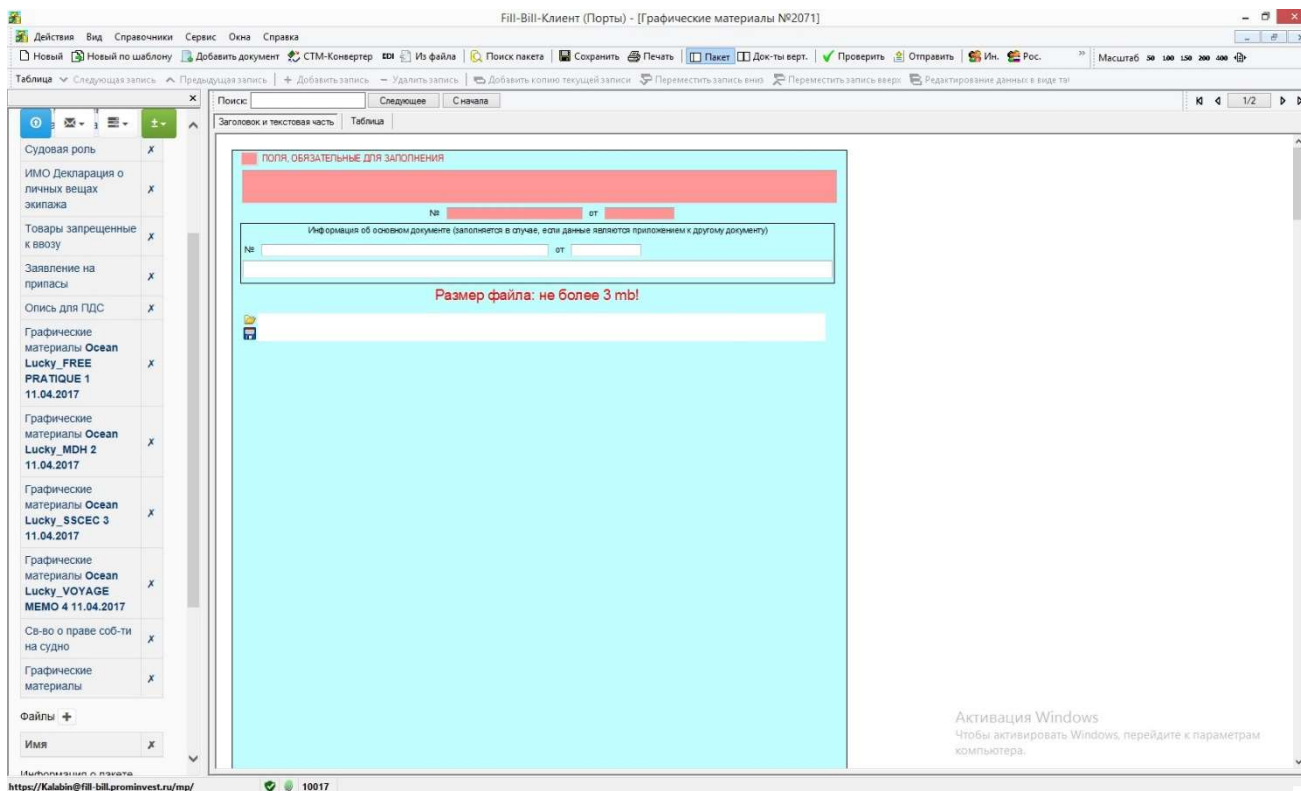 Fill-Bill-Клиент (Порты) - [Графические материалы №2071]
Действия Вид Справочники Сервис Окна Справка
Новый Новый по шаблону Добавить документ СТМ-Конвертер EDI Из файла Поиск пакета Сохранить Печать Пакет Док-ты верт. Проверить Отправить Ин. Рос. » Масштаб 50 100 150 200 400
Таблица Следующая запись Предыдущая запись + Добавить запись − Удалить запись Добавить копию текущей записи Переместить запись вниз Переместить запись вверх Редактирование данных в виде та
Поиск: Следующее С начала 1/2
Заголовок и текстовая часть Таблица
Судовая роль x
ИМО Декларация о
личных вещах x
экипажа
Товары запрещенные
к ввозу x
Заявление на
припасы x
Опись для ПДС x
Графические
материалы Ocean
Lucky_FREE x
PRATIQUE 1
11.04.2017
Графические
материалы Ocean
Lucky_MDH 2 x
11.04.2017
Графические
материалы Ocean
Lucky_SSCEC 3 x
11.04.2017
Графические
материалы Ocean
Lucky_VOYAGE x
MEMO 4 11.04.2017
Св-во о праве соб-ти
на судно x
Графические
материалы x
Файлы +
Имя x
Информация о пакете
ПОЛЯ, ОБЯЗАТЕЛЬНЫЕ ДЛЯ ЗАПОЛНЕНИЯ
№ от
Информация об основном документе (заполняется в случае, если данные являются приложением к другому документу)
№ от
Размер файла: не более 3 mb!
Активация Windows
Чтобы активировать Windows, перейдите к параметрам
компьютера.
https://Kalabin@fill-bill.prominvest.ru/mp/ 10017